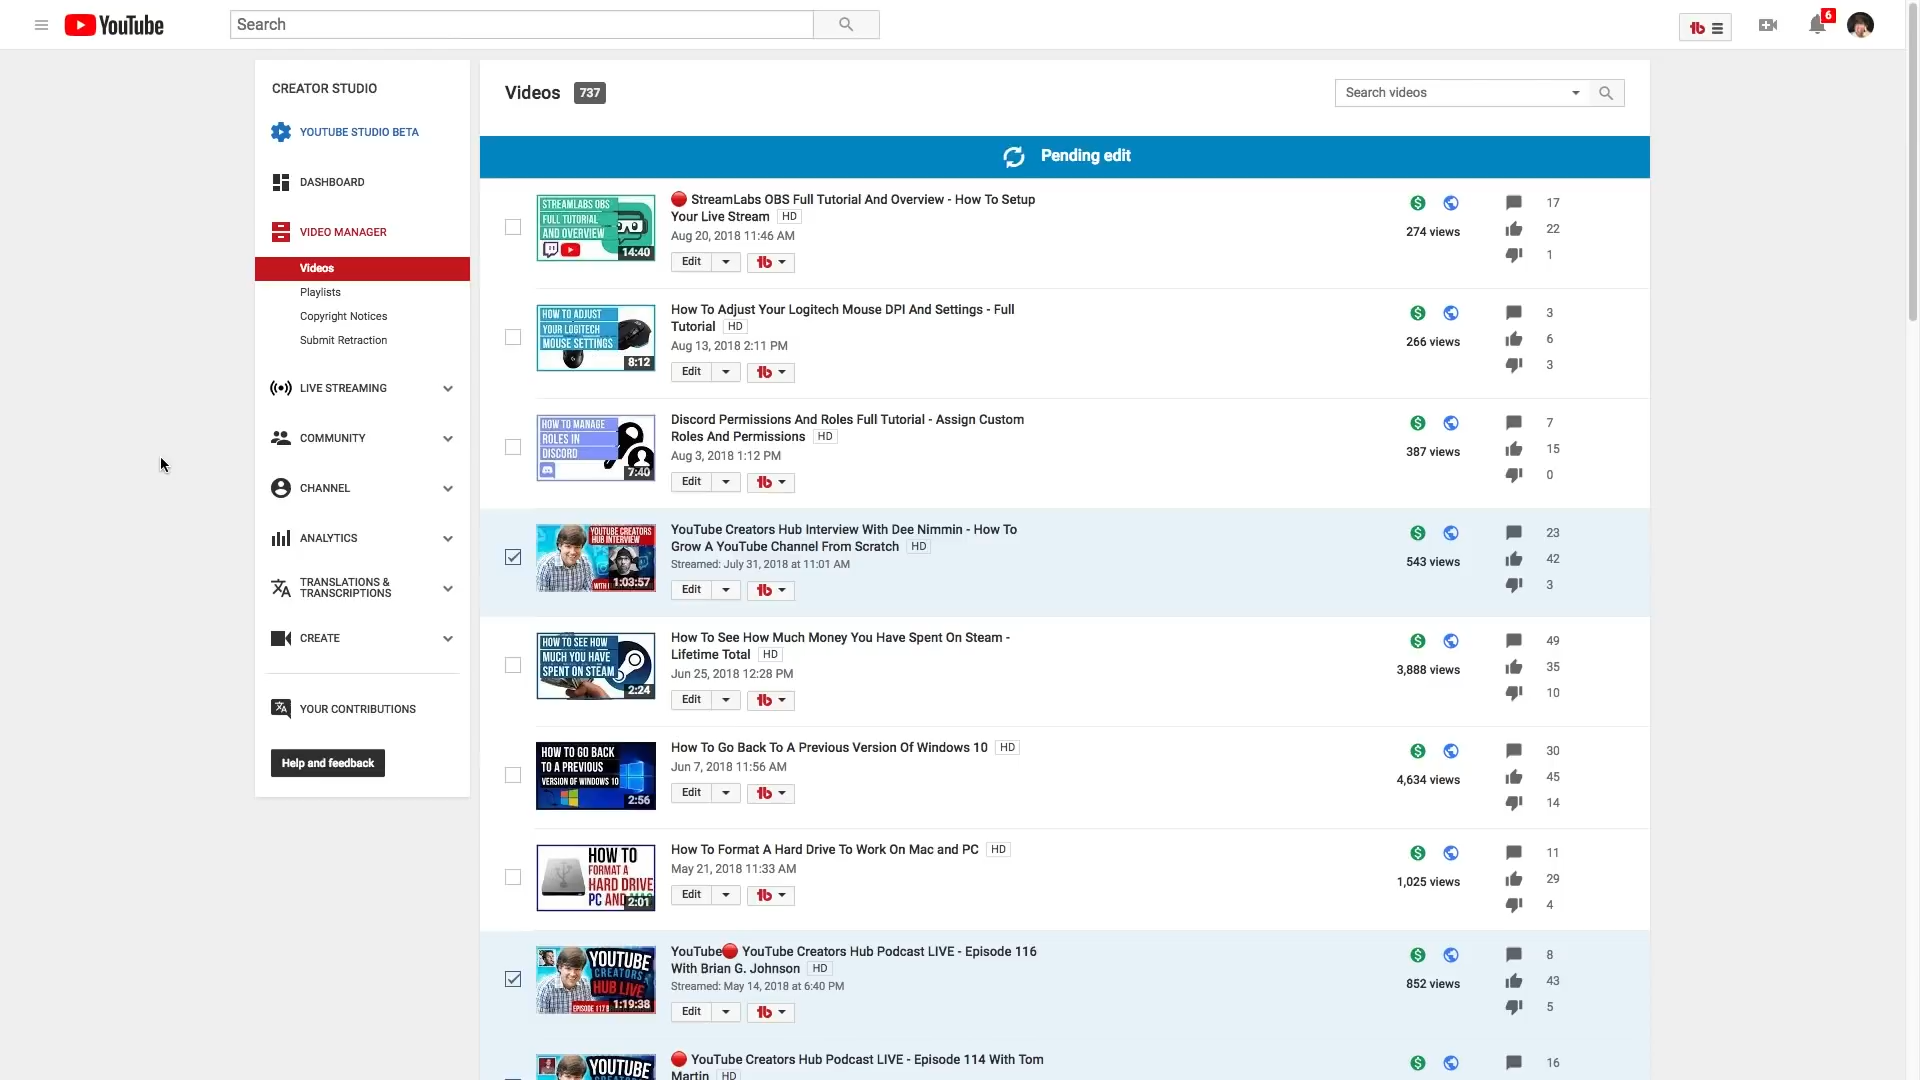 YouTube
Search
6
CREATOR STUDIO
YOUTUBE STUDIO BETA
DASHBOARD
VIDEO MANAGER
Videos
Playlists
Copyright Notices
Submit Retraction
LIVE STREAMING
COMMUNITY
CHANNEL
ANALYTICS
TRANSLATIONS &
TRANSCRIPTIONS
CREATE
YOUR CONTRIBUTIONS
Help and feedback
Videos 737
Search videos
Pending edit
STREAMLABS OBS
FULL TUTORIAL
AND OVERVIEW
14:40
StreamLabs OBS Full Tutorial And Overview - How To Setup
Your Live Stream HD
Aug 20, 2018 11:46 AM
Edit
274 views
17
22
1
HOW TO ADJUST
YOUR LOGITECH
MOUSE SETTINGS
8:12
How To Adjust Your Logitech Mouse DPI And Settings - Full
Tutorial HD
Aug 13, 2018 2:11 PM
Edit
266 views
3
6
3
HOW TO MANAGE
ROLES IN
DISCORD
7:40
Discord Permissions And Roles Full Tutorial - Assign Custom
Roles And Permissions HD
Aug 3, 2018 1:12 PM
Edit
387 views
7
15
0
YOUTUBE CREATORS
HUB INTERVIEW
WITH
1:03:57
YouTube Creators Hub Interview With Dee Nimmin - How To
Grow A YouTube Channel From Scratch HD
Streamed: July 31, 2018 at 11:01 AM
Edit
543 views
23
42
3
HOW TO SEE HOW
MUCH YOU HAVE
SPENT ON STEAM
2:24
How To See How Much Money You Have Spent On Steam -
Lifetime Total HD
Jun 25, 2018 12:28 PM
Edit
3,888 views
49
35
10
HOW TO GO BACK
TO A PREVIOUS
VERSION OF WINDOWS 10
2:56
How To Go Back To A Previous Version Of Windows 10 HD
Jun 7, 2018 11:56 AM
Edit
4,634 views
30
45
14
HOW TO
FORMAT A
HARD DRIVE
PC AND
2:01
How To Format A Hard Drive To Work On Mac and PC HD
May 21, 2018 11:33 AM
Edit
1,025 views
11
29
4
YOUTUBE
CREATORS
HUB LIVE
EPISODE 117
1:19:38
YouTube YouTube Creators Hub Podcast LIVE - Episode 116
With Brian G. Johnson HD
Streamed: May 14, 2018 at 6:40 PM
Edit
852 views
8
43
5
YOUTUBE
YouTube Creators Hub Podcast LIVE - Episode 114 With Tom
Martin HD
16